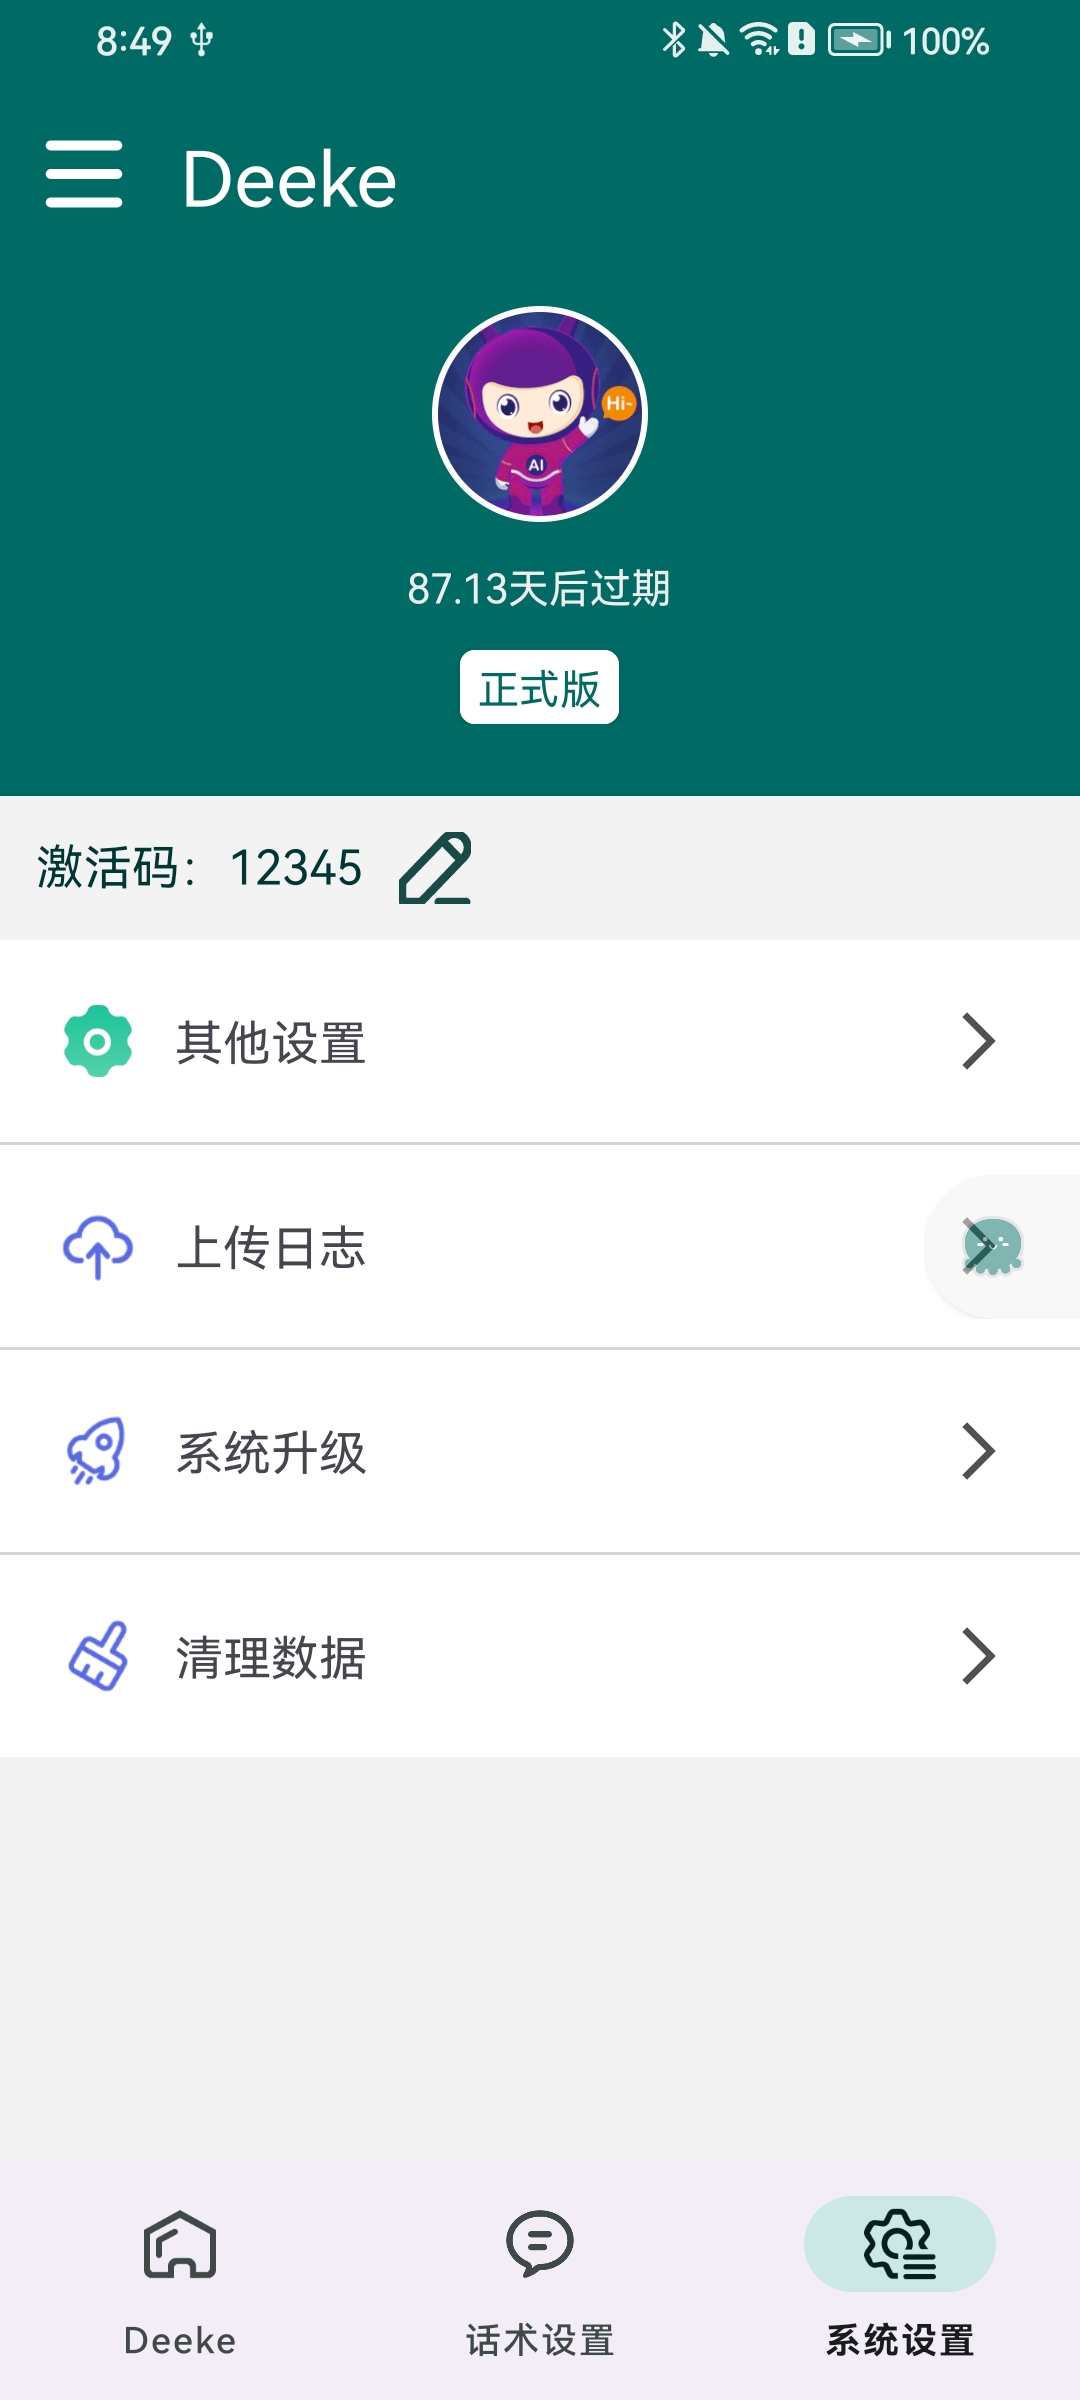 8:49 100%
Deeke
Hi~
AI
87.13天后过期
正式版
激活码：12345
其他设置
上传日志
系统升级
清理数据
Deeke 话术设置 系统设置